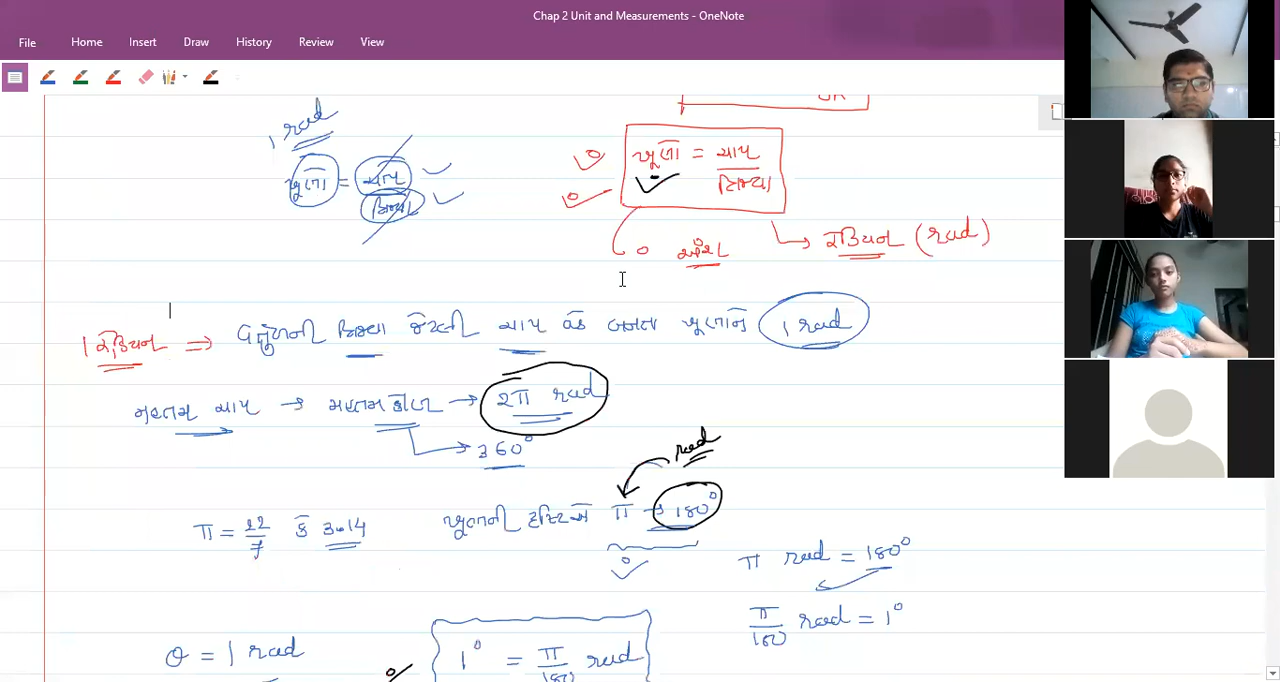 Chap 2 Unit and Measurements - OneNote
File Home Insert Draw History Review View
1 rad
ખૂણો = ચાપ / ત્રિજ્યા
ખૂણો = ચાપ / ત્રિજ્યા
અંશ
રેડિયન (rad)
1 રેડિયન ⇒ વર્તુળની ત્રિજ્યા જેટલી ચાપ વડે બનતા ખૂણાને 1 rad
મહત્તમ ચાપ → મહત્તમ કોણ → 2π rad
→ 360°
rad
π = 22/7 કે 3.14
ખૂણાની દૃષ્ટિએ π → 180°
π rad = 180°
π/180 rad = 1°
θ = 1 rad
1° = π/180 rad